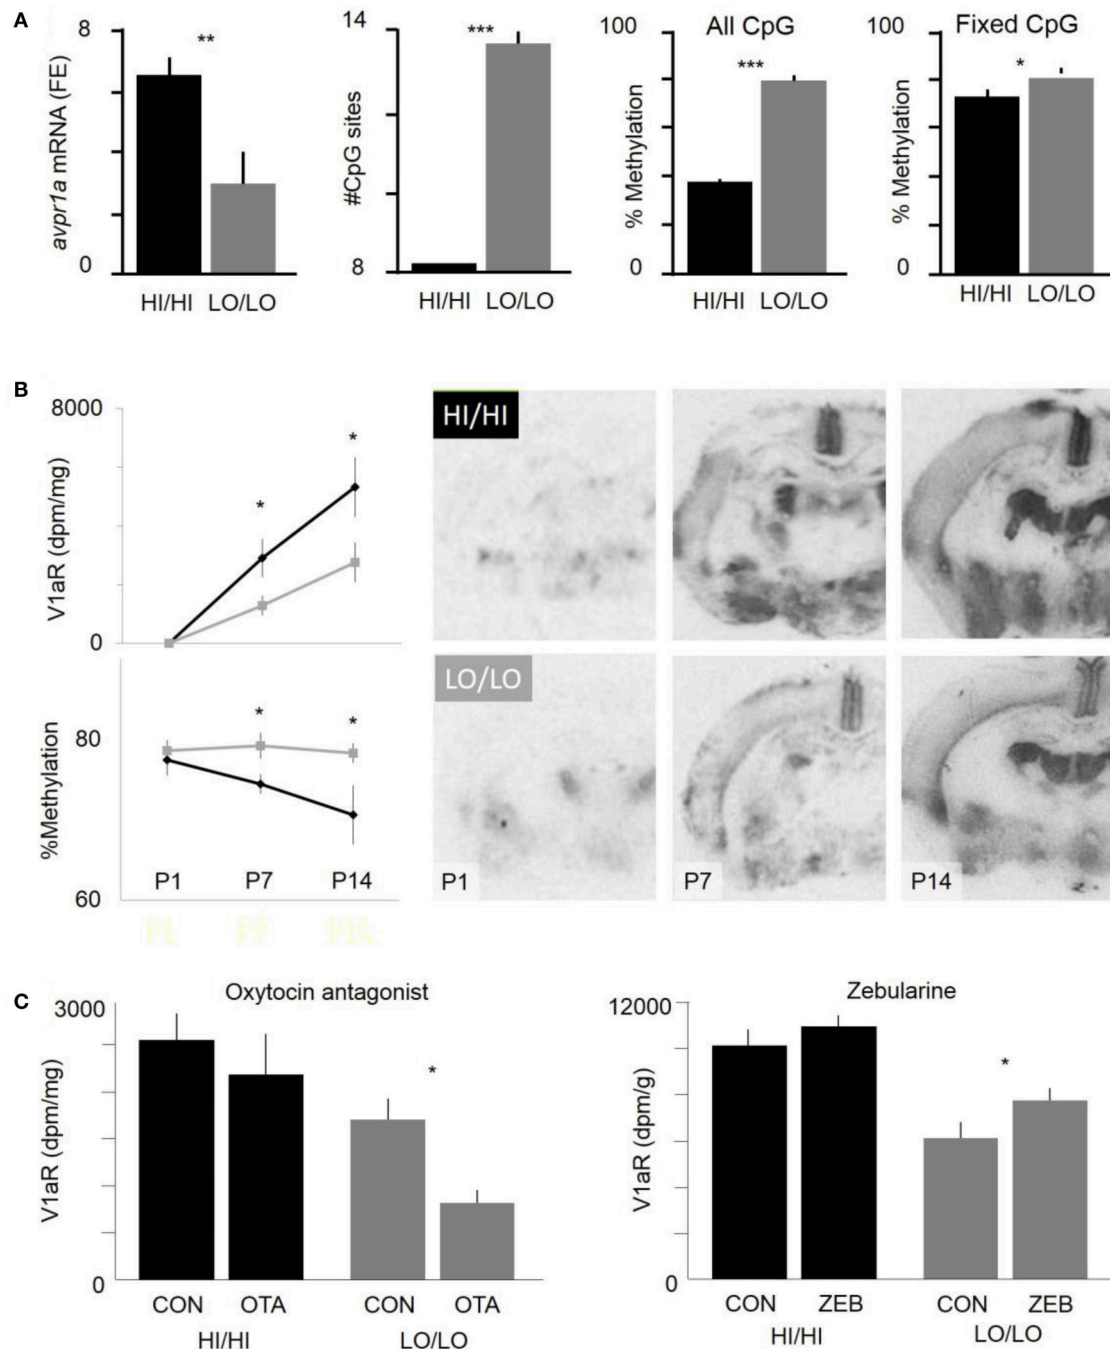 A
8
avpr1a mRNA (FE)
0
**
HI/HI LO/LO
14
#CpG sites
8
***
HI/HI LO/LO
All CpG
100
% Methylation
0
***
HI/HI LO/LO
Fixed CpG
100
% Methylation
0
*
HI/HI LO/LO
B
8000
V1aR (dpm/mg)
0
*
*
80
%Methylation
60
*
*
P1 P7 P14
HI/HI
LO/LO
P1
P7
P14
C
Oxytocin antagonist
3000
V1aR (dpm/mg)
0
*
CON OTA CON OTA
HI/HI LO/LO
Zebularine
12000
V1aR (dpm/g)
0
*
CON ZEB CON ZEB
HI/HI LO/LO